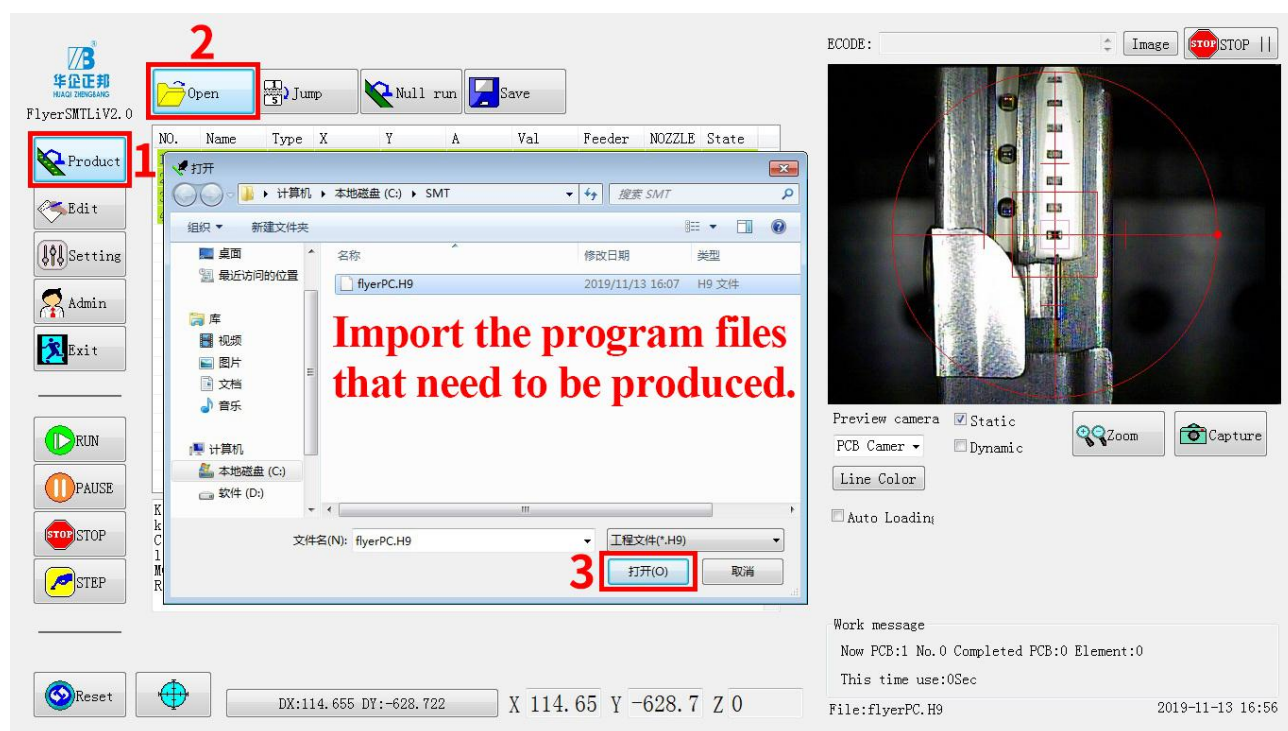 华企正邦
HUAQI ZHENGBANG
FlyerSMTLiV2.0
2
Open
Jump
Null run
Save
ECODE:
Image
STOP STOP ||
1
Product
Edit
Setting
Admin
Exit
RUN
PAUSE
STOP STOP
STEP
Reset
NO. Name Type X Y A Val Feeder NOZZLE State
打开
计算机 本地磁盘 (C:) SMT
搜索 SMT
组织 新建文件夹
名称 修改日期 类型
flyerPC.H9 2019/11/13 16:07 H9 文件
桌面
最近访问的位置
库
视频
图片
文档
音乐
计算机
本地磁盘 (C:)
软件 (D:)
Import the program files
that need to be produced.
文件名(N): flyerPC.H9 工程文件(*.H9)
3
打开(O) 取消
Preview camera
Static
PCB Camer
Dynamic
Zoom
Capture
Line Color
Auto Loading
Work message
Now PCB:1 No.0 Completed PCB:0 Element:0
This time use:0Sec
DX:114.655 DY:-628.722
X 114.65 Y -628.7 Z 0
File:flyerPC.H9
2019-11-13 16:56